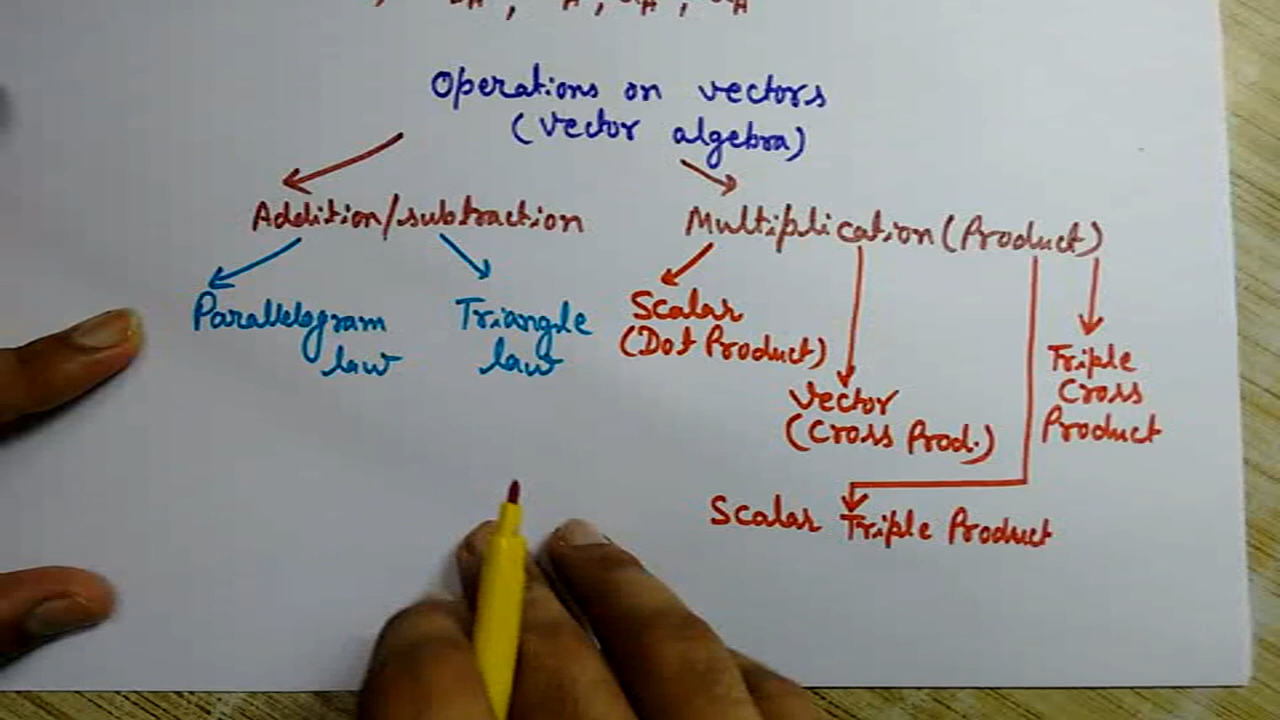 Operations on vectors
(vector algebra)
Addition/subtraction
Multiplication (Product)
Parallelogram
law
Triangle
law
Scalar
(Dot Product)
Vector
(Cross Prod.)
Triple
Cross
Product
Scalar Triple Product